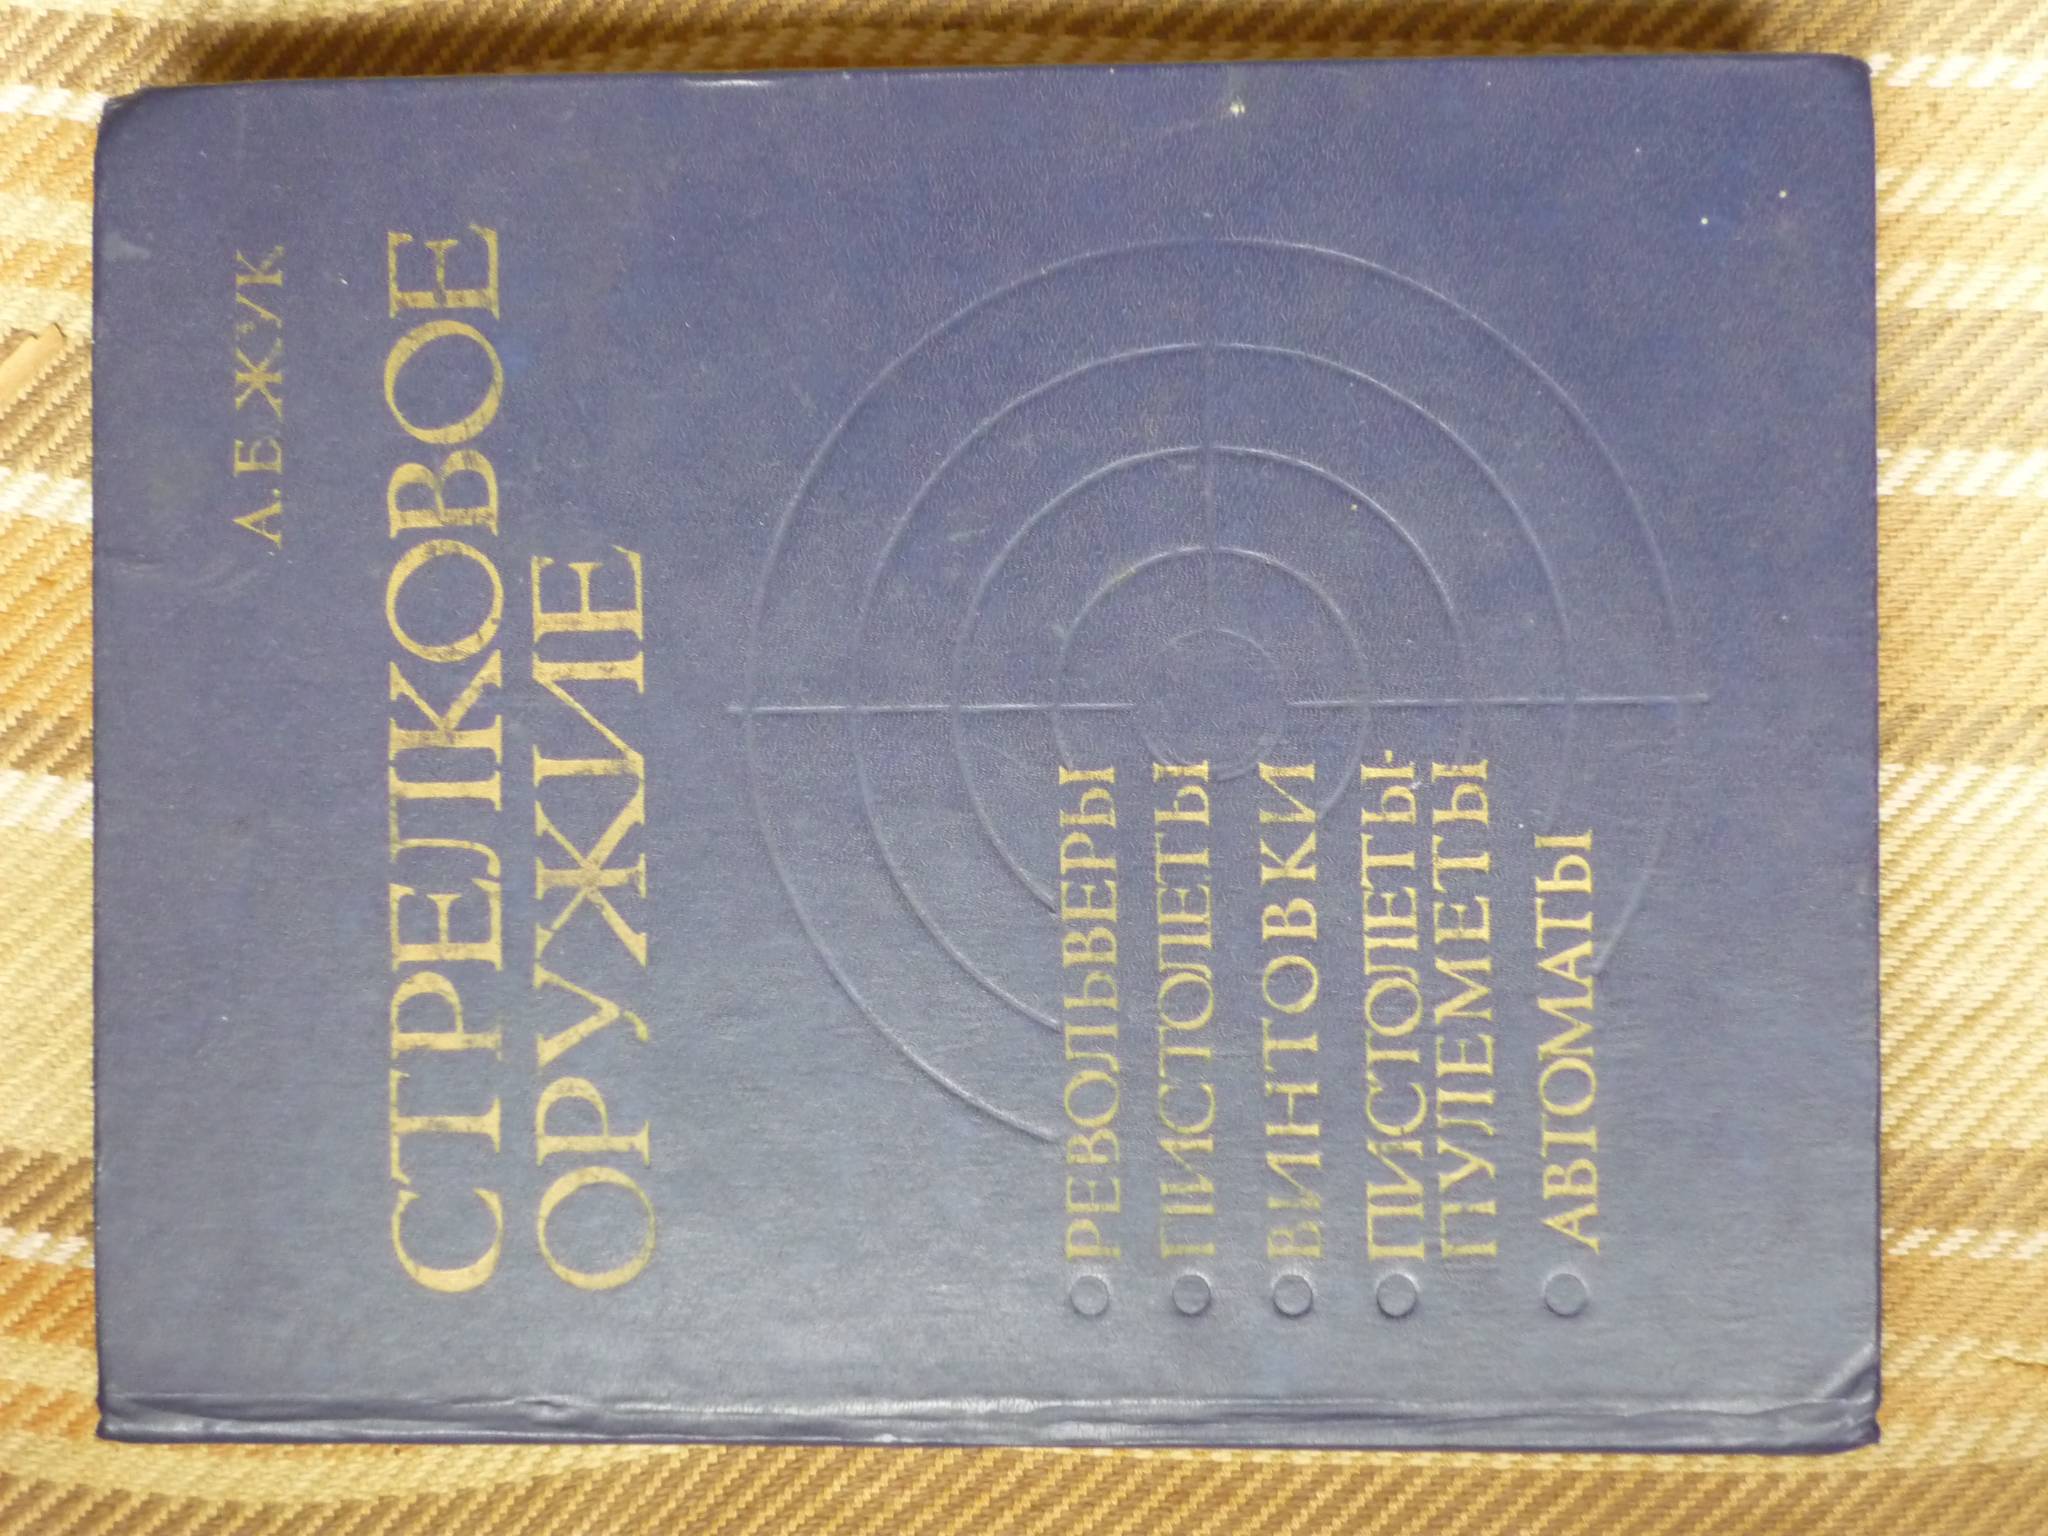 А. Б. ЖУК
СТРЕЛКОВОЕ
ОРУЖИЕ
РЕВОЛЬВЕРЫ
ПИСТОЛЕТЫ
ВИНТОВКИ
ПИСТОЛЕТЫ-
ПУЛЕМЕТЫ
АВТОМАТЫ